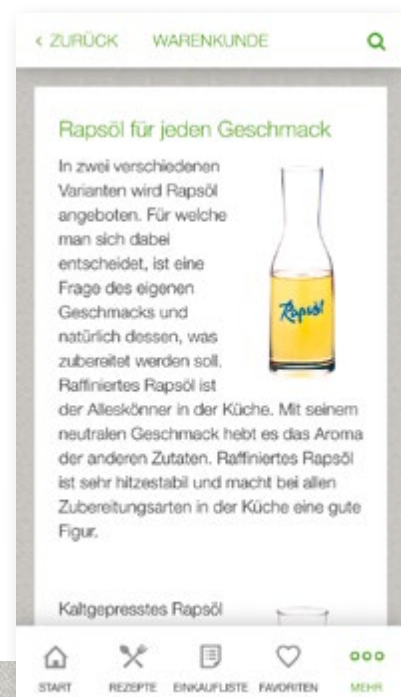 < ZURÜCK WARENKUNDE
Rapsöl für jeden Geschmack
In zwei verschiedenen
Varianten wird Rapsöl
angeboten. Für welche
man sich dabei
entscheidet, ist eine
Frage des eigenen
Geschmacks und
natürlich dessen, was
zubereitet werden soll.
Raffiniertes Rapsöl ist
der Alleskönner in der Küche. Mit seinem
neutralen Geschmack hebt es das Aroma
der anderen Zutaten. Raffiniertes Rapsöl
ist sehr hitzestabil und macht bei allen
Zubereitungsarten in der Küche eine gute
Figur.
Rapsöl
Kaltgepresstes Rapsöl
START REZEPTE EINKAUFLISTE FAVORITEN MEHR